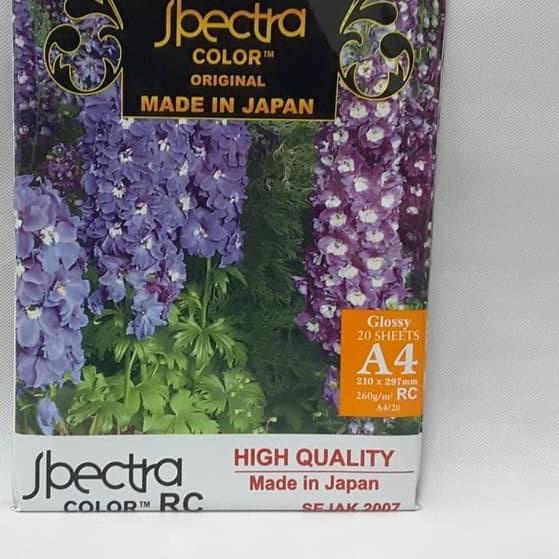 Spectra
COLOR™
ORIGINAL
MADE IN JAPAN
Glossy
20 SHEETS
A4
210 x 297mm
260g/m² RC
A4/20
Spectra
COLOR™ RC
HIGH QUALITY
Made in Japan
SEJAK 2007